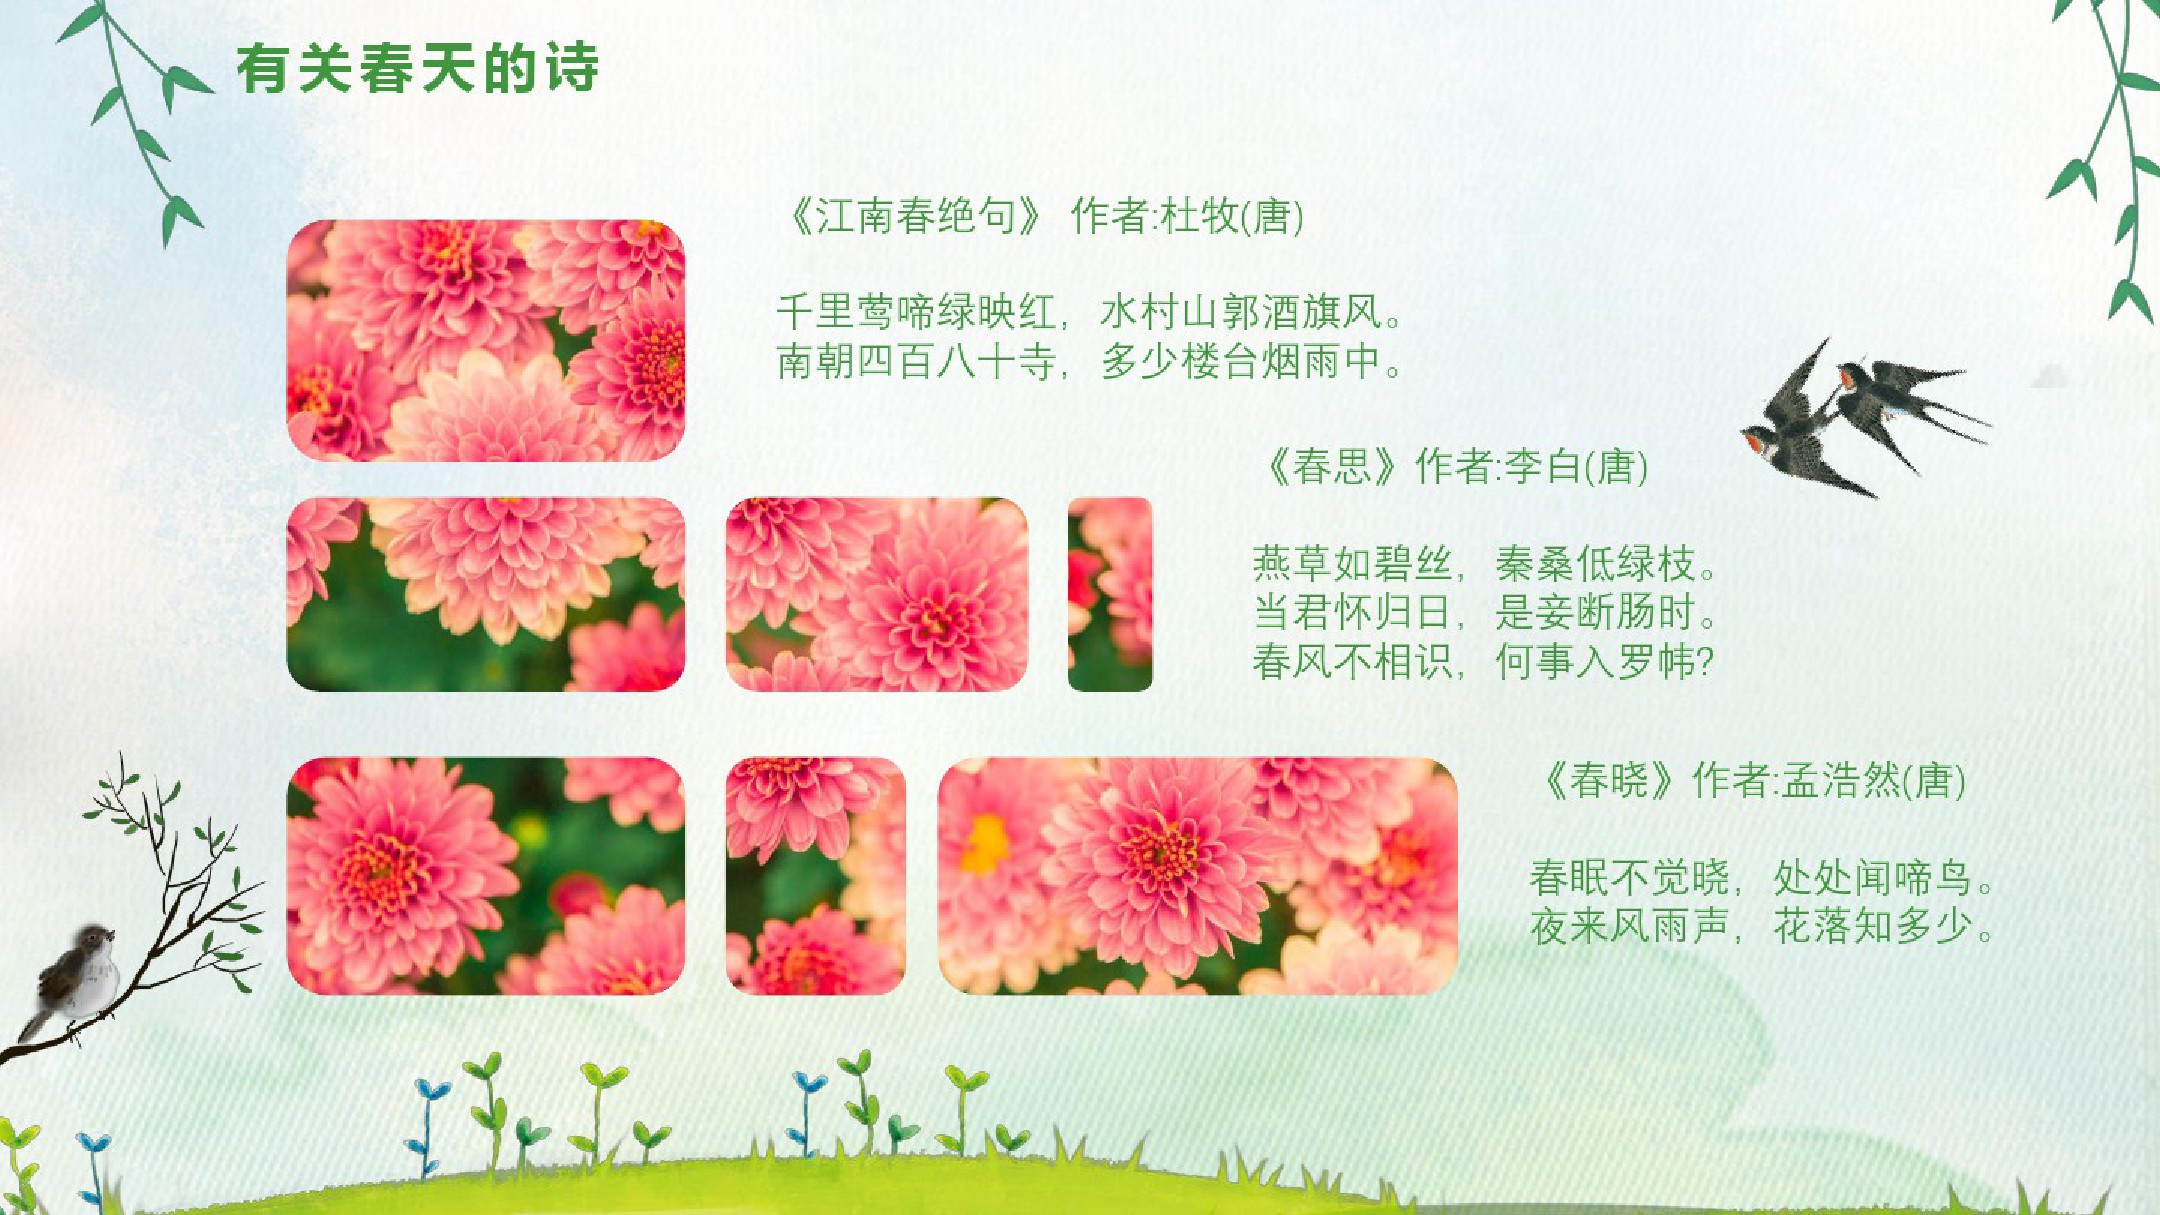 有关春天的诗
《江南春绝句》 作者:杜牧(唐)
千里莺啼绿映红，水村山郭酒旗风。
南朝四百八十寺，多少楼台烟雨中。
《春思》作者:李白(唐)
燕草如碧丝，秦桑低绿枝。
当君怀归日，是妾断肠时。
春风不相识，何事入罗帏?
《春晓》作者:孟浩然(唐)
春眠不觉晓，处处闻啼鸟。
夜来风雨声，花落知多少。